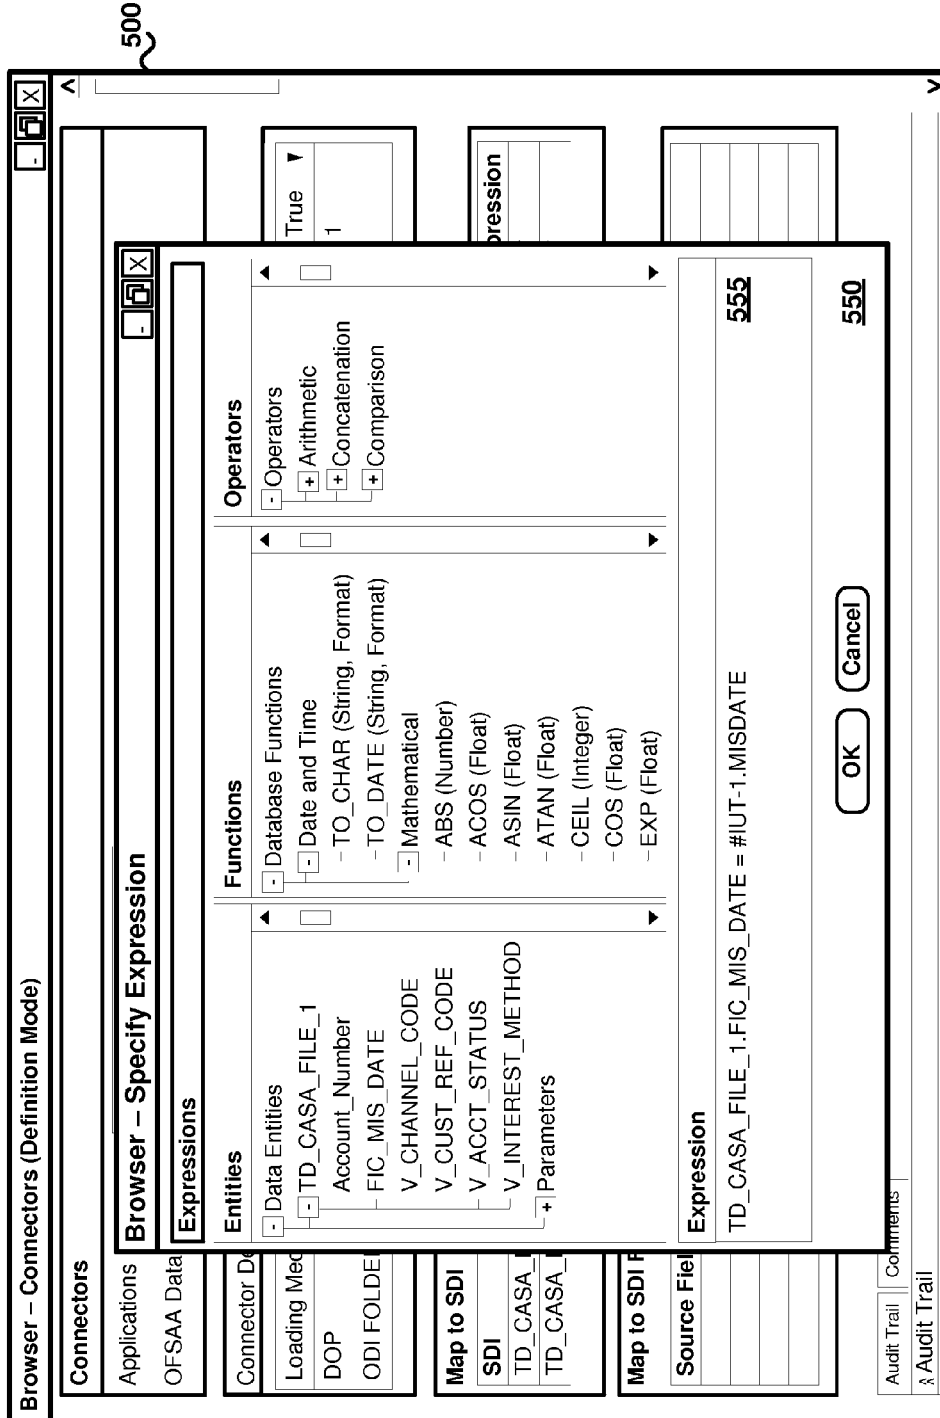 500
Browser – Connectors (Definition Mode)
- X
Connectors
Applications
OFSAA Data
Connector De
Loading Mec
True
DOP
1
ODI FOLDE
Map to SDI
SDI
pression
TD_CASA_
TD_CASA_
Map to SDI F
Source Fiel
Audit Trail
Comments
Audit Trail
Browser – Specify Expression
- X
Expressions
Entities
- Data Entities
- TD_CASA_FILE_1
Account_Number
FIC_MIS_DATE
V_CHANNEL_CODE
V_CUST_REF_CODE
V_ACCT_STATUS
V_INTEREST_METHOD
+ Parameters
Functions
- Database Functions
- Date and Time
TO_CHAR (String, Format)
TO_DATE (String, Format)
- Mathematical
ABS (Number)
ACOS (Float)
ASIN (Float)
ATAN (Float)
CEIL (Integer)
COS (Float)
EXP (Float)
Operators
- Operators
+ Arithmetic
+ Concatenation
+ Comparison
Expression
TD_CASA_FILE_1.FIC_MIS_DATE = #IUT-1.MISDATE
555
OK Cancel
550